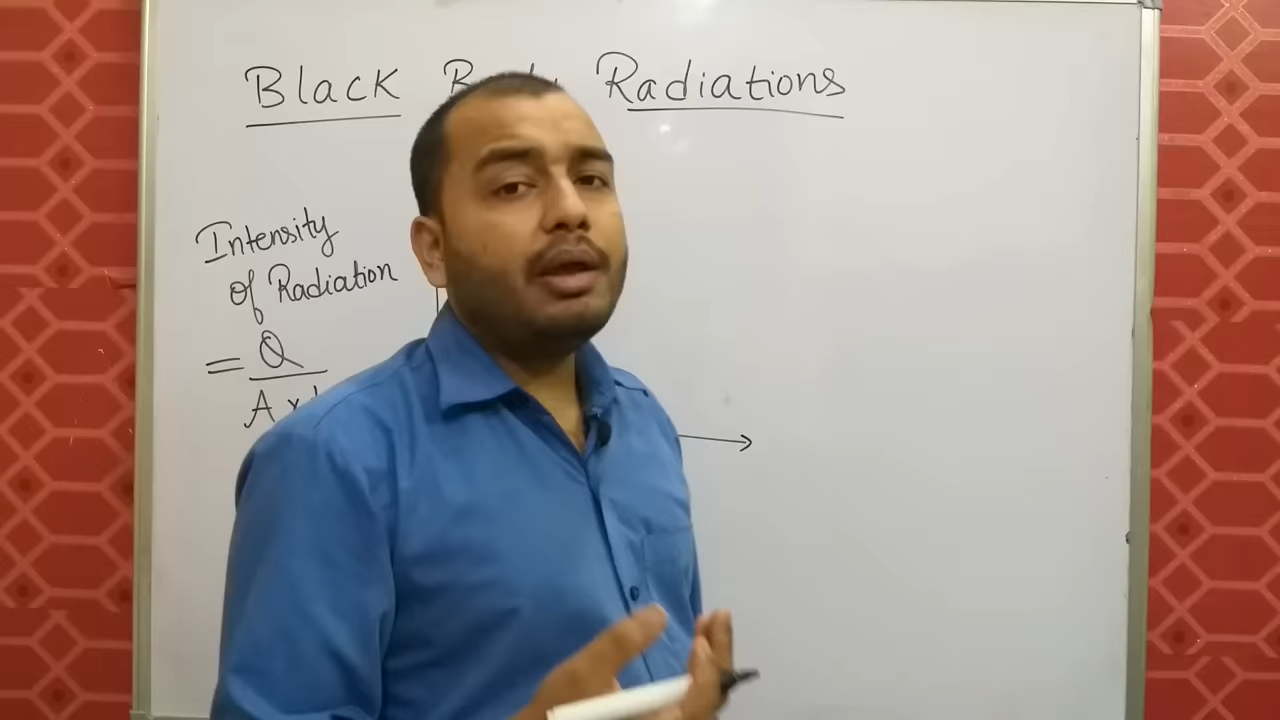 Black Radiations
Intensity
of Radiation
= Q
A ×